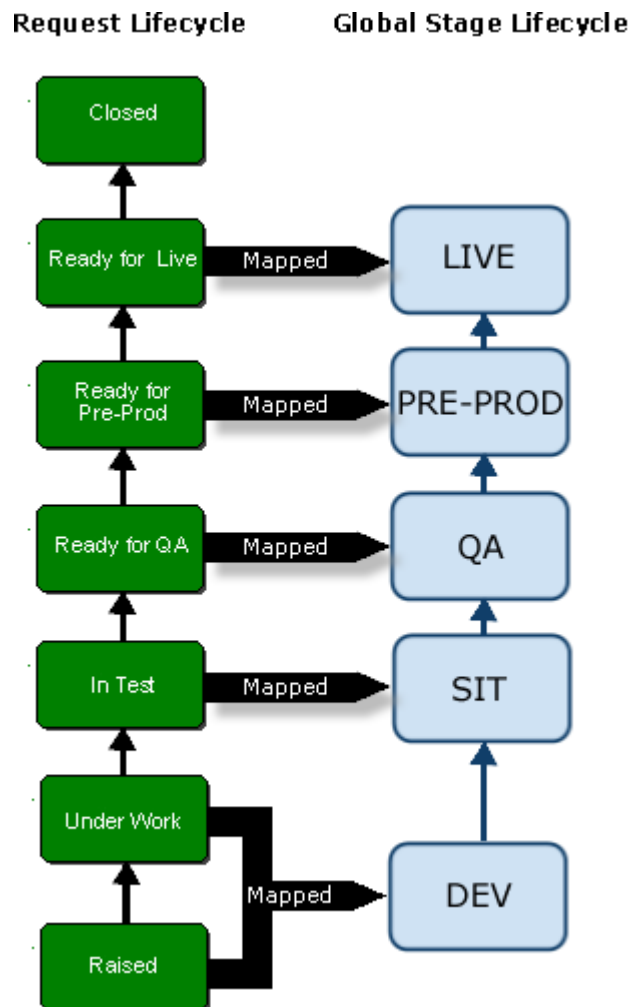 Request Lifecycle
Global Stage Lifecycle
Closed
Ready for Live
Mapped
LIVE
Ready for
Pre-Prod
Mapped
PRE-PROD
Ready for QA
Mapped
QA
In Test
Mapped
SIT
Under Work
Mapped
DEV
Raised